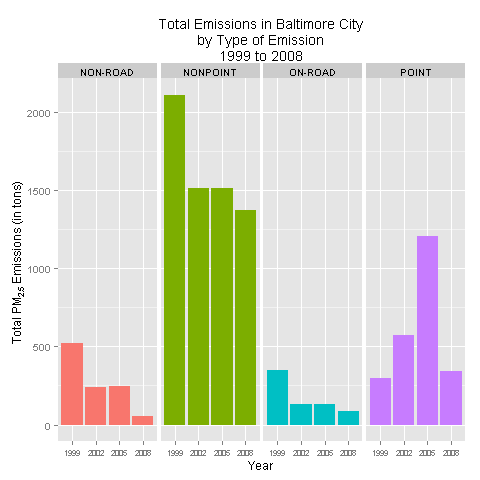 Total Emissions in Baltimore City
by Type of Emission
1999 to 2008
NON-ROAD NONPOINT ON-ROAD POINT
2000
1500
1000
500
0
Total PM25 Emissions (in tons)
1999 2002 2005 2008 1999 2002 2005 2008 1999 2002 2005 2008 1999 2002 2005 2008
Year